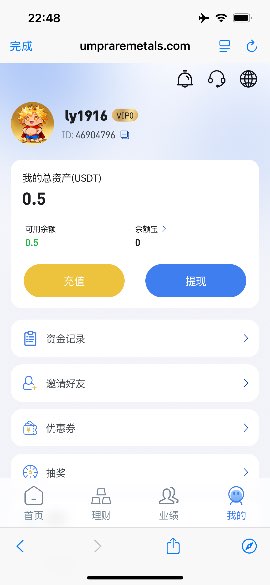 22:48
完成
umpraremetals.com
ly1916
VIP0
ID: 46904796
我的总资产(USDT)
0.5
可用余额
余额宝
0.5
0
充值
提现
资金记录
邀请好友
优惠券
抽奖
首页
理财
业绩
我的